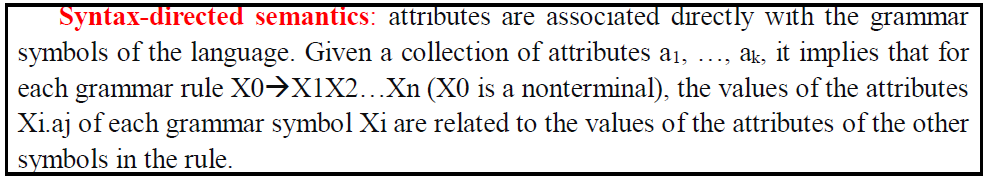 Syntax-directed semantics: attributes are associated directly with the grammar
symbols of the language. Given a collection of attributes a₁, …, aₖ, it implies that for
each grammar rule X0→X1X2…Xn (X0 is a nonterminal), the values of the attributes
Xi.aj of each grammar symbol Xi are related to the values of the attributes of the other
symbols in the rule.